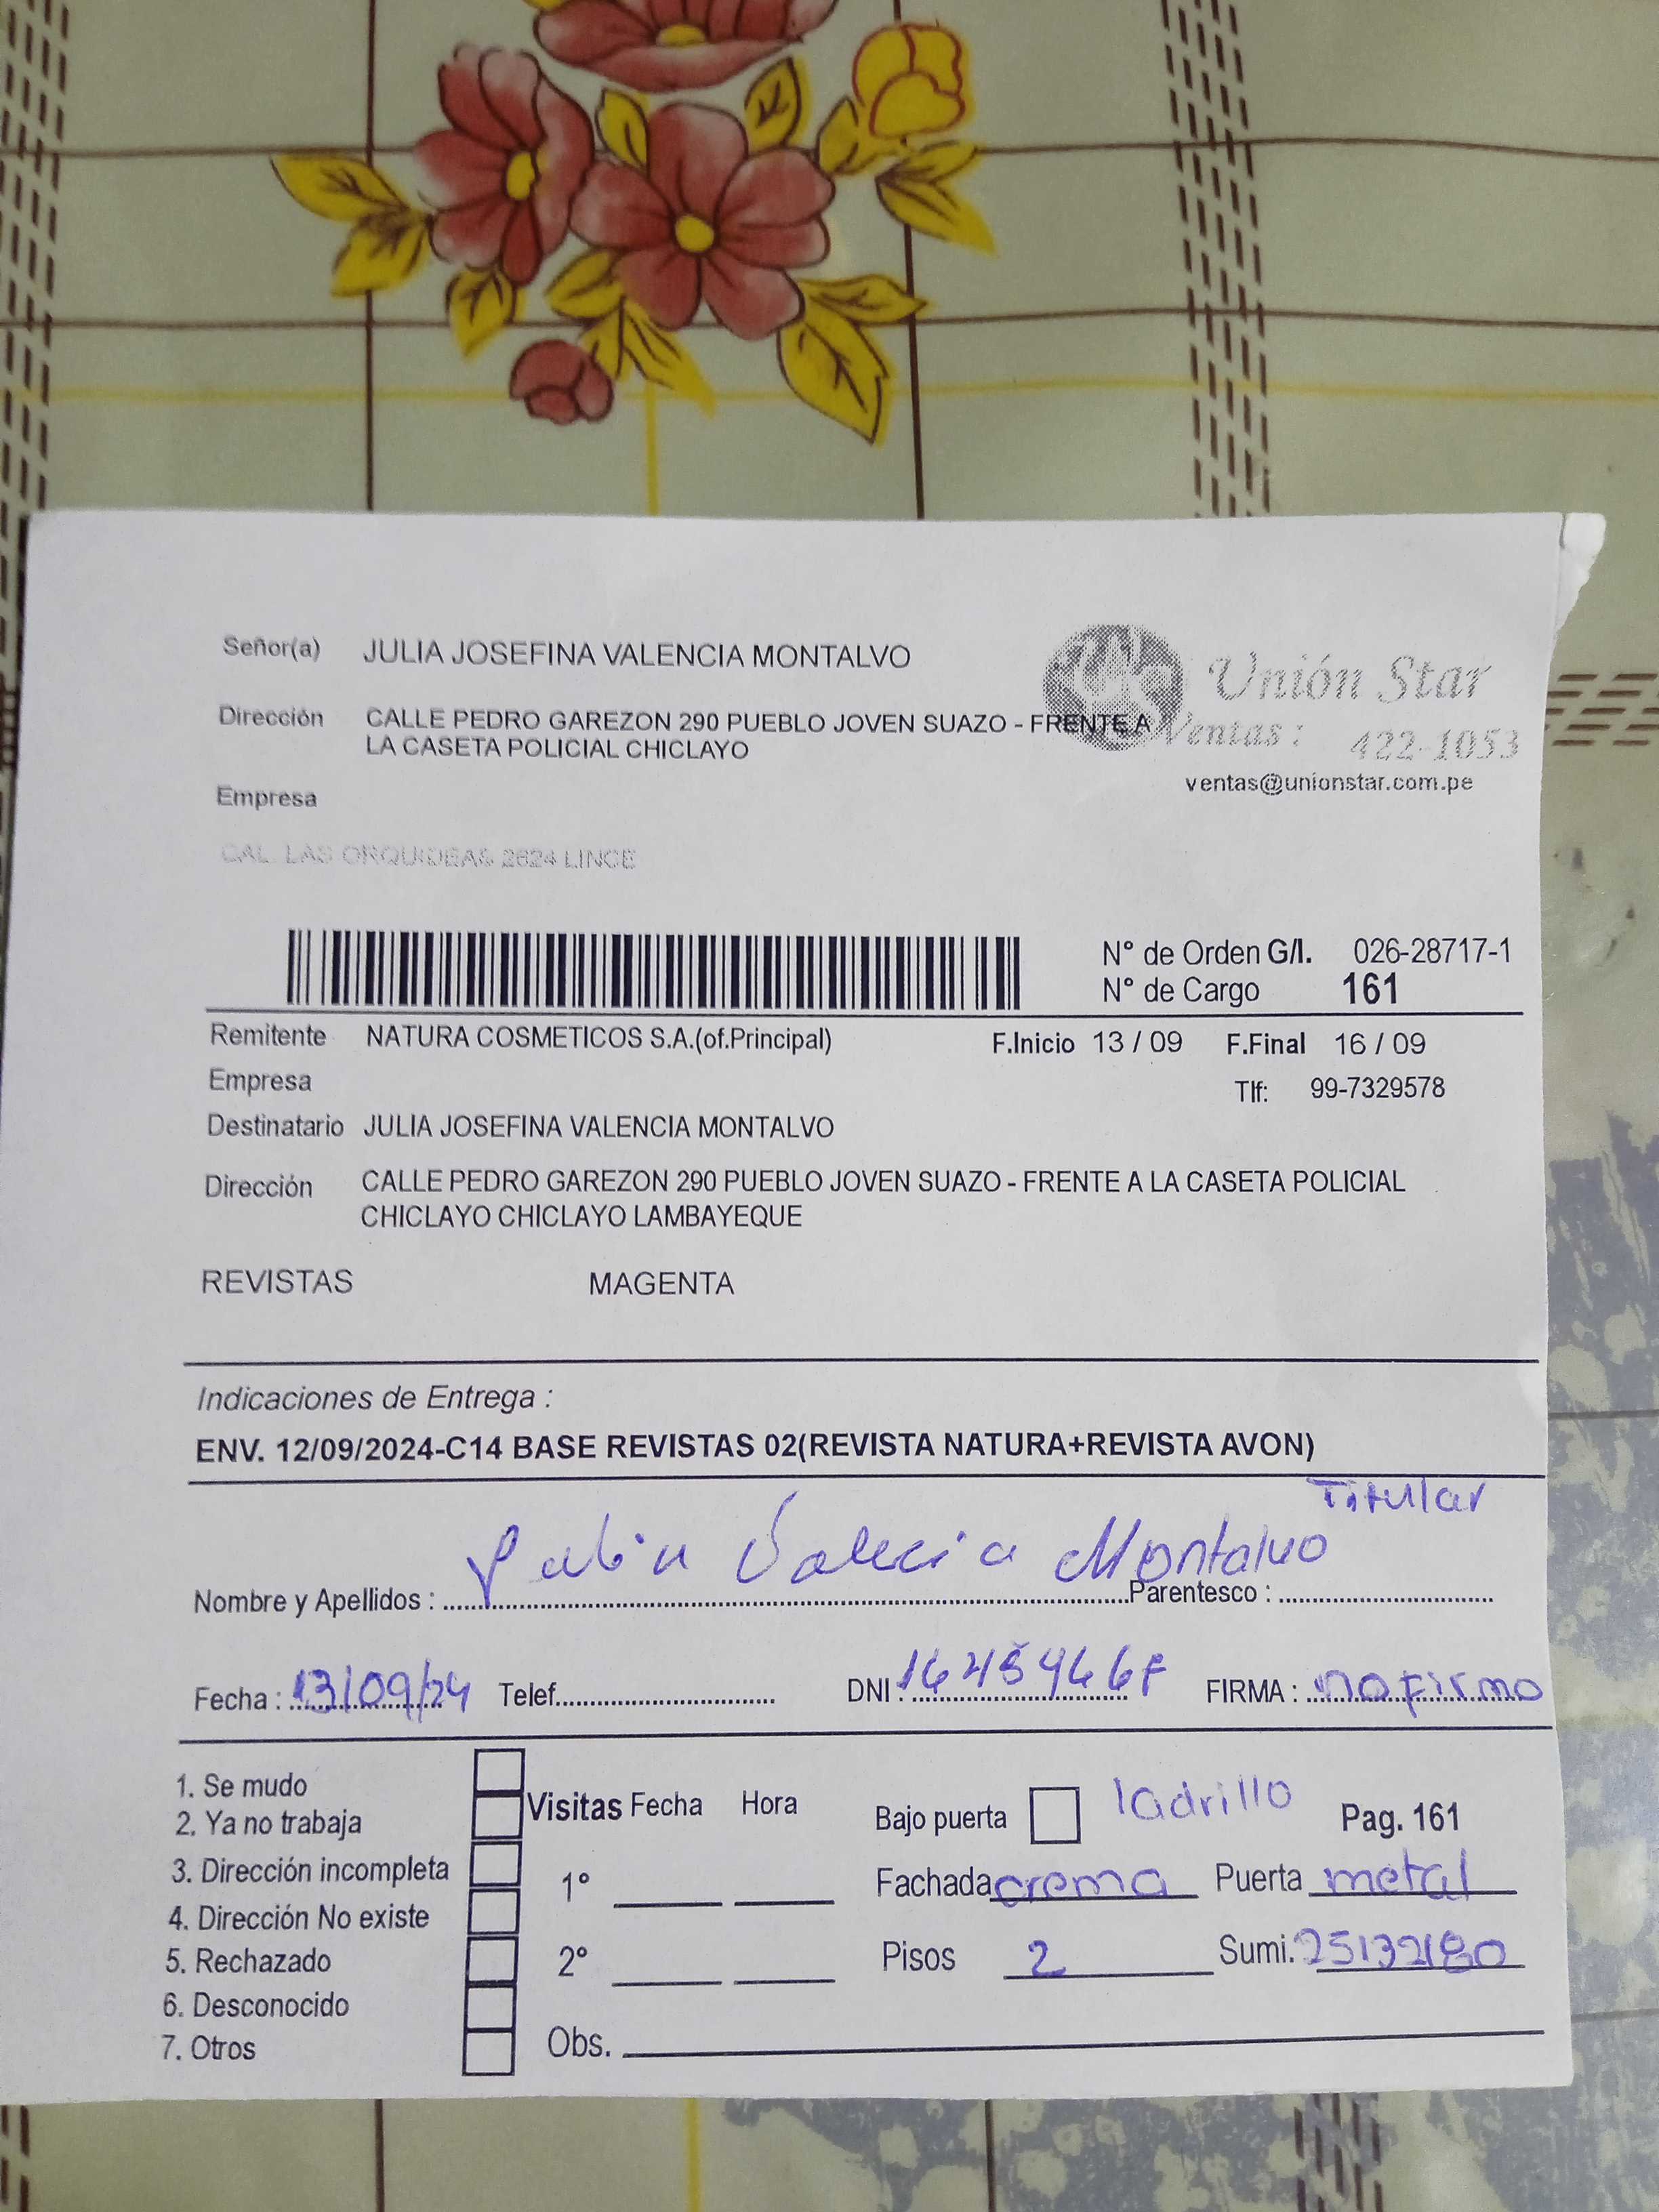 Señor(a) JULIA JOSEFINA VALENCIA MONTALVO
Unión Star
Dirección CALLE PEDRO GAREZON 290 PUEBLO JOVEN SUAZO - FRENTE A
LA CASETA POLICIAL CHICLAYO
Ventas : 422-1053
ventas@unionstar.com.pe
Empresa
CAL. LAS ORQUIDEAS 2624 LINCE
N° de Orden G/I. 026-28717-1
N° de Cargo 161
Remitente NATURA COSMETICOS S.A.(of.Principal) F.Inicio 13 / 09 F.Final 16 / 09
Empresa
Tlf: 99-7329578
Destinatario JULIA JOSEFINA VALENCIA MONTALVO
Dirección CALLE PEDRO GAREZON 290 PUEBLO JOVEN SUAZO - FRENTE A LA CASETA POLICIAL
CHICLAYO CHICLAYO LAMBAYEQUE
REVISTAS MAGENTA
Indicaciones de Entrega :
ENV. 12/09/2024-C14 BASE REVISTAS 02(REVISTA NATURA+REVISTA AVON)
Titular
Nombre y Apellidos : Montalvo Parentesco :
Fecha : 13/09/24 Telef. DNI : FIRMA : no firmo
1. Se mudo
2. Ya no trabaja
3. Dirección incompleta
4. Dirección No existe
5. Rechazado
6. Desconocido
7. Otros
Visitas Fecha Hora
1°
2°
Obs.
Bajo puerta ladrillo Pag. 161
Fachada crema Puerta metal
Pisos 2 Sumi. 25132180